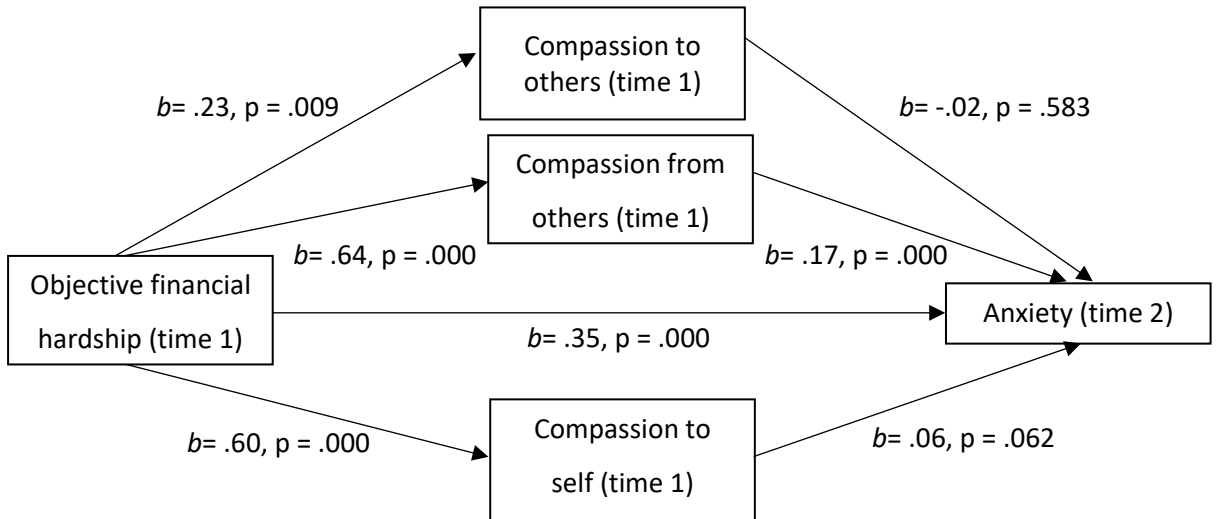 Compassion to
others (time 1)
b= .23, p = .009
b= -.02, p = .583
Compassion from
others (time 1)
b= .64, p = .000
b= .17, p = .000
Objective financial
hardship (time 1)
Anxiety (time 2)
b= .35, p = .000
b= .60, p = .000
Compassion to
self (time 1)
b= .06, p = .062